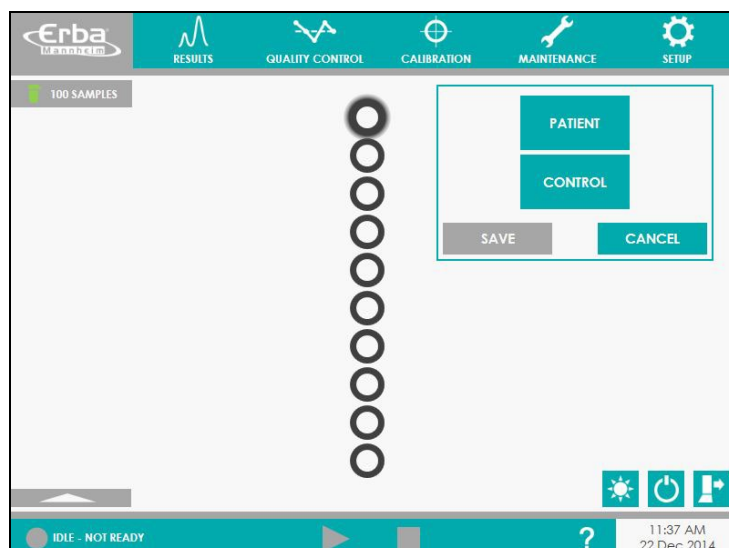 Erba
Mannheim
RESULTS
QUALITY CONTROL
CALIBRATION
MAINTENANCE
SETUP
100 SAMPLES
PATIENT
CONTROL
SAVE
CANCEL
IDLE - NOT READY
?
11:37 AM
22 Dec 2014